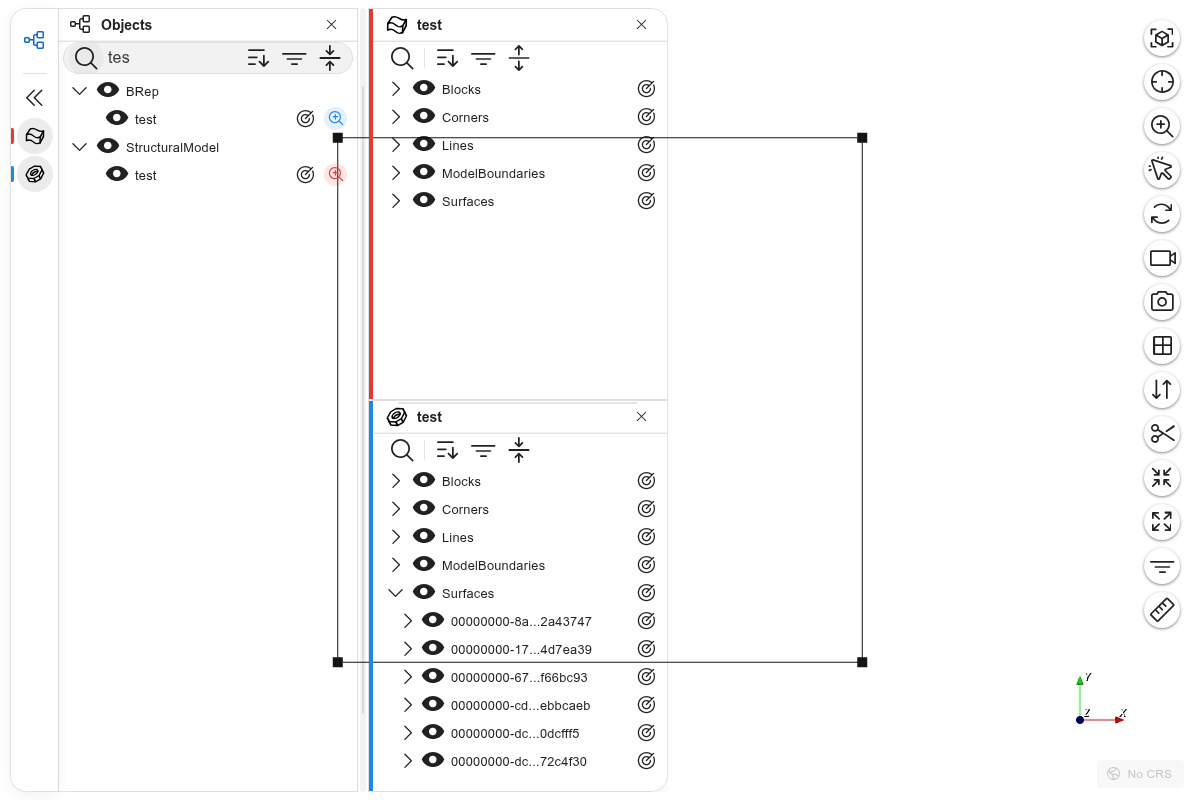 Objects
tes
BRep
test
StructuralModel
test
test
Blocks
Corners
Lines
ModelBoundaries
Surfaces
test
Blocks
Corners
Lines
ModelBoundaries
Surfaces
00000000-8a...2a43747
00000000-17...4d7ea39
00000000-67...f66bc93
00000000-cd...ebbcaeb
00000000-dc...0dcfff5
00000000-dc...72c4f30
Y
Z X
No CRS